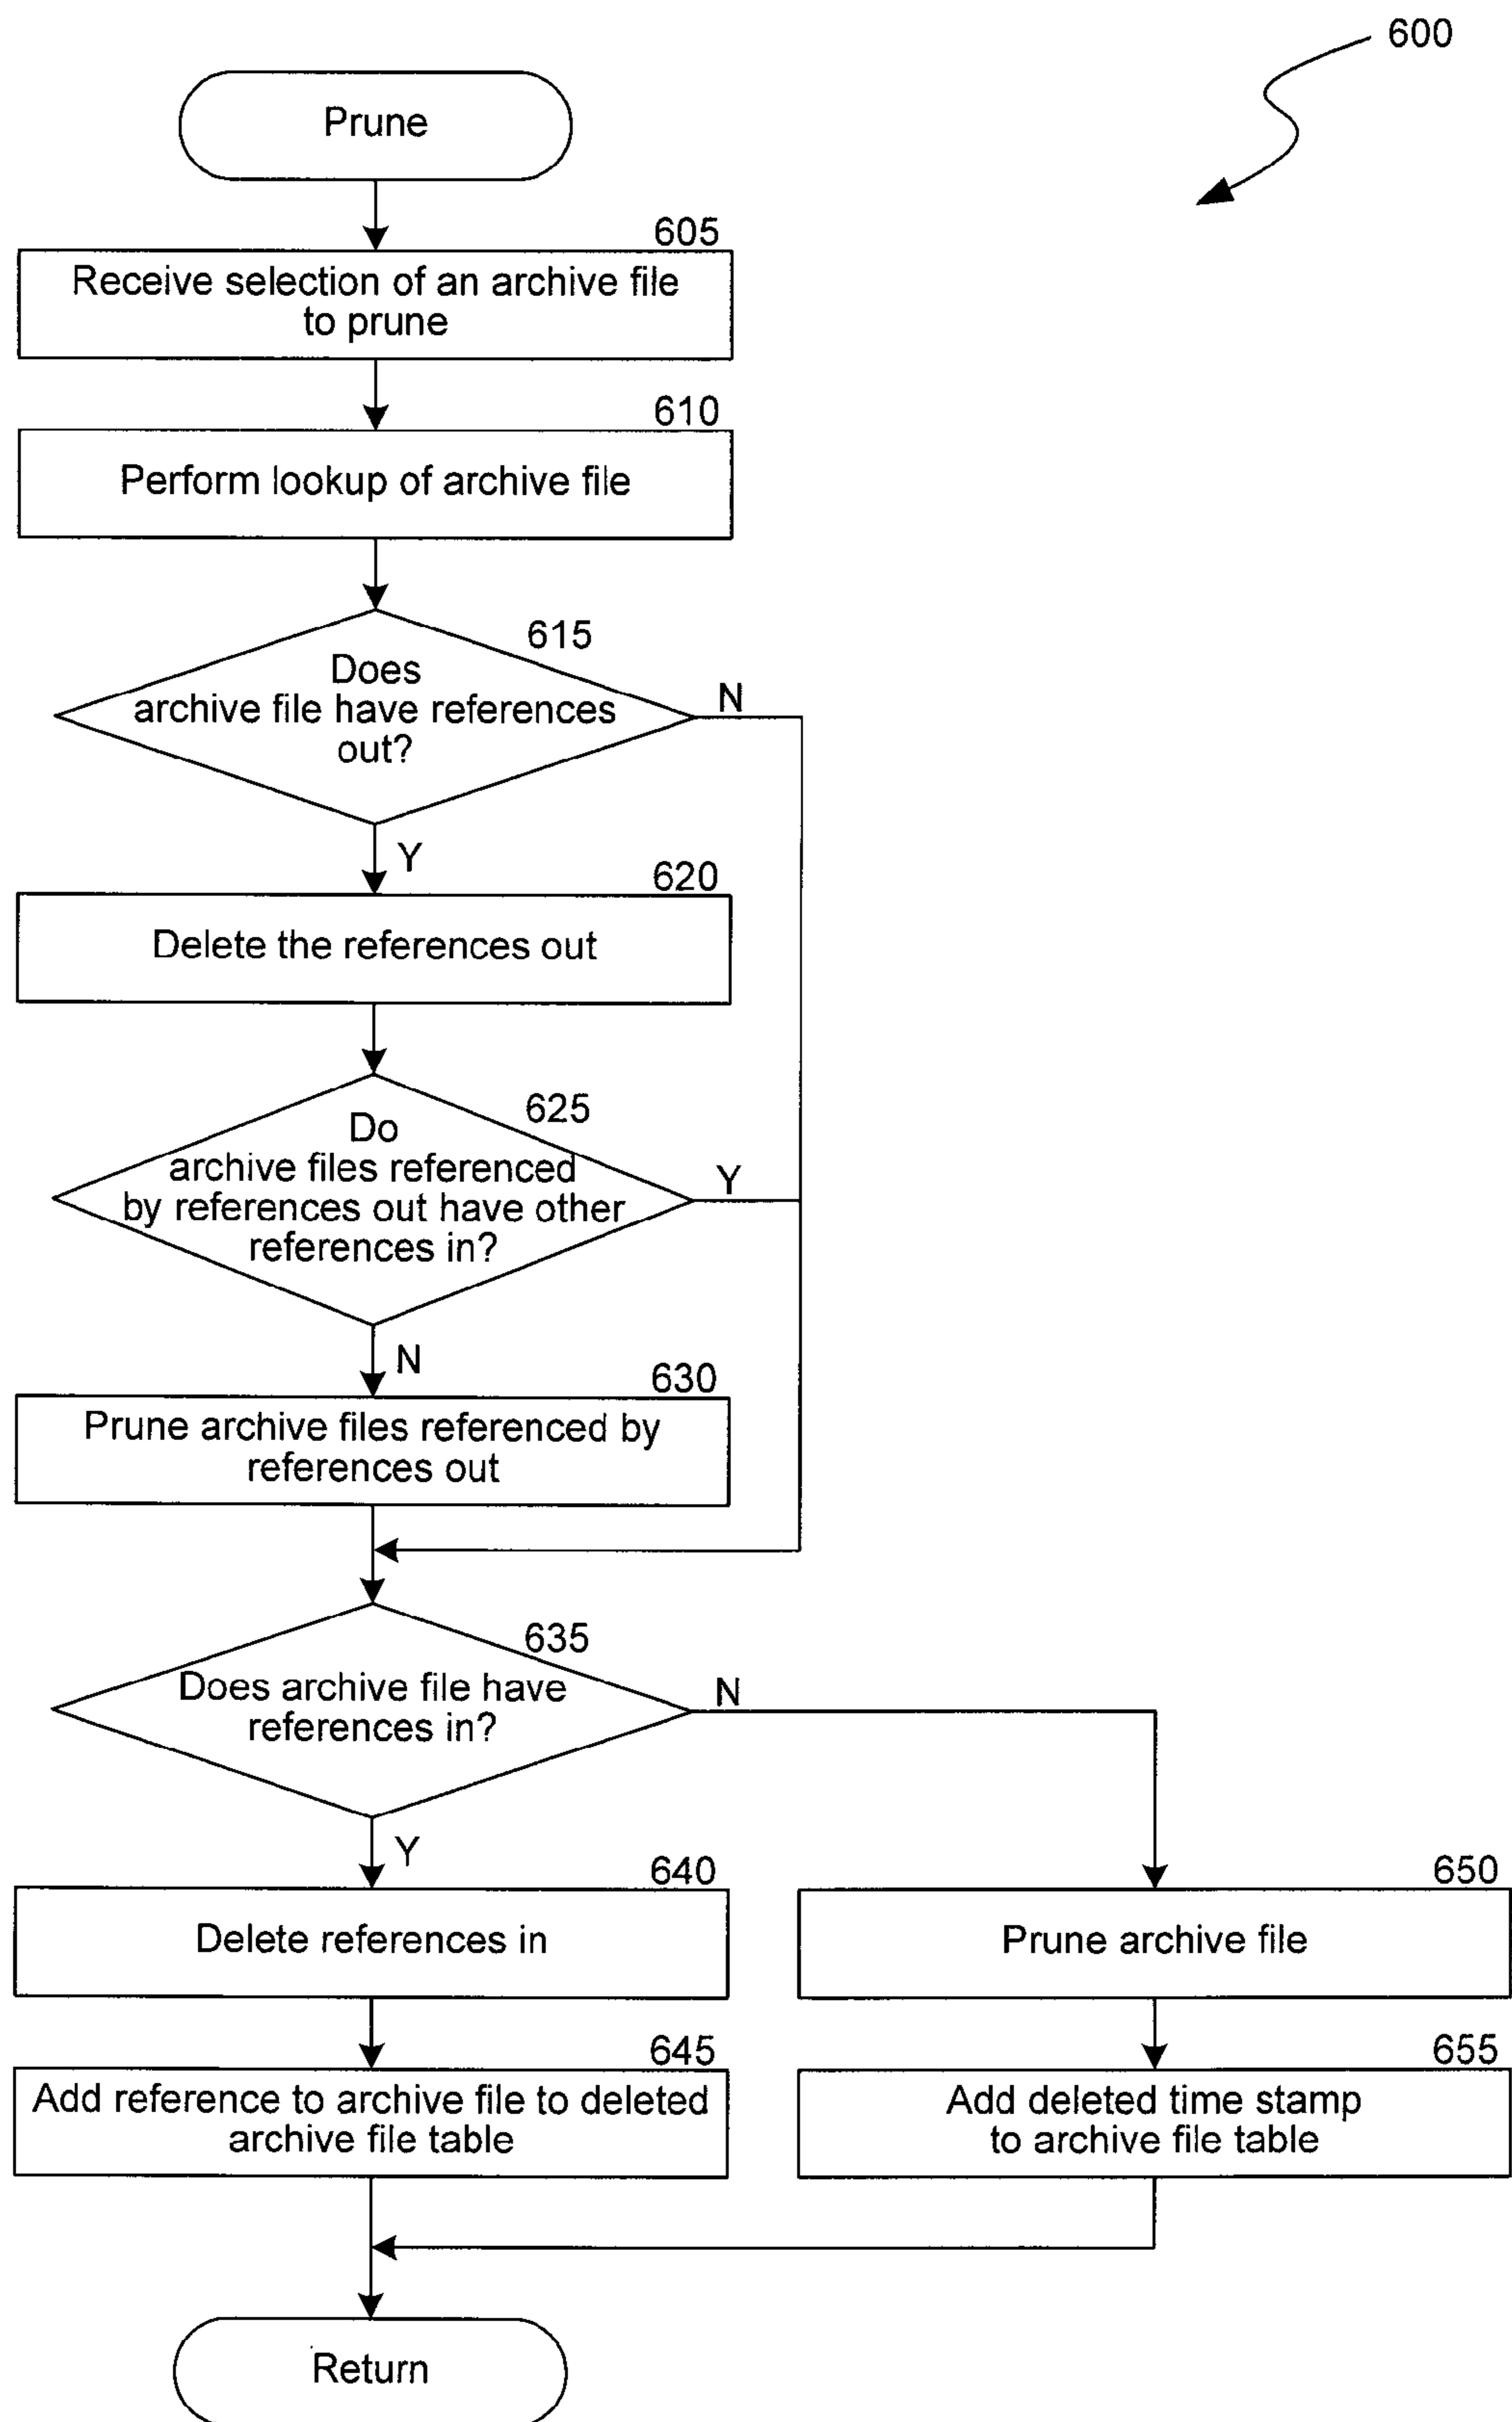 600
Prune
605
Receive selection of an archive file
to prune
610
Perform lookup of archive file
615
Does
archive file have references
out?
N
Y
620
Delete the references out
625
Do
archive files referenced
by references out have other
references in?
Y
N
630
Prune archive files referenced by
references out
635
Does archive file have
references in?
N
Y
640
Delete references in
650
Prune archive file
645
Add reference to archive file to deleted
archive file table
655
Add deleted time stamp
to archive file table
Return